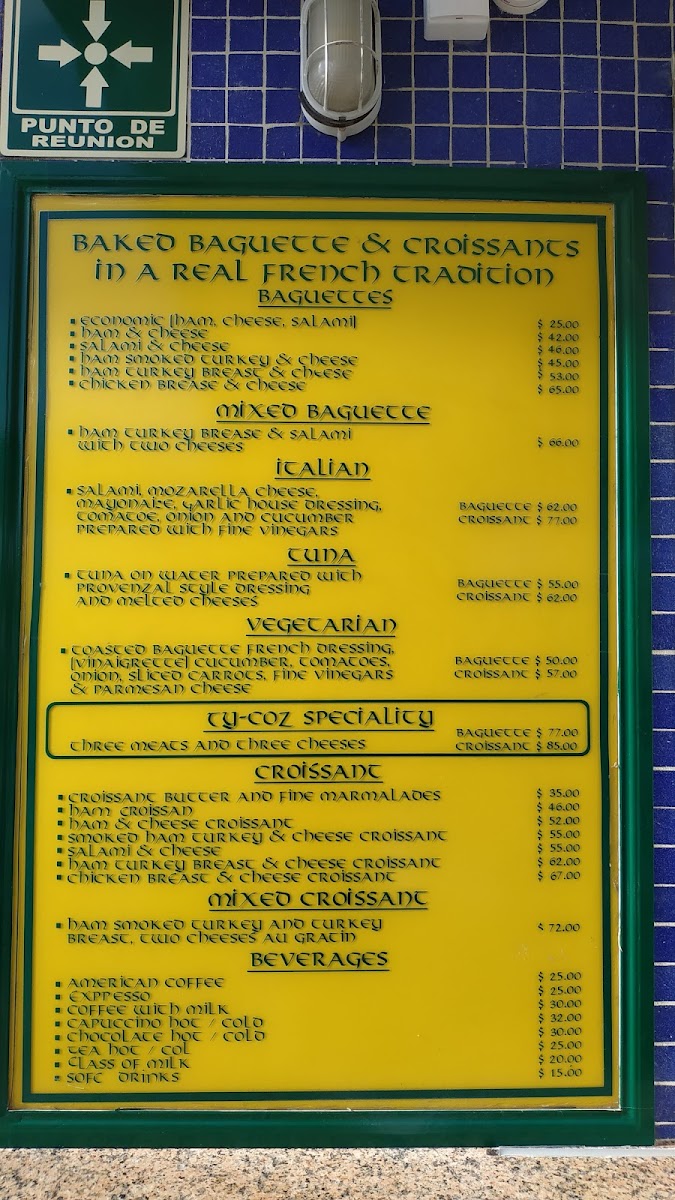 PUNTO DE
REUNION
BAKED BAGUETTE & CROISSANTS
IN A REAL FRENCH TRADITION
BAGUETTES
ECONOMIC [HAM, CHEESE, SALAMI] $ 25.00
HAM & CHEESE $ 42.00
SALAMI & CHEESE $ 46.00
HAM SMOKED TURKEY & CHEESE $ 45.00
HAM TURKEY BREAST & CHEESE $ 53.00
CHICKEN BREASE & CHEESE $ 65.00
MIXED BAGUETTE
HAM TURKEY BREASE & SALAMI
WITH TWO CHEESES $ 66.00
ITALIAN
SALAMI, MOZARELLA CHEESE,
MAYONAIZE, GARLIC HOUSE DRESSING, BAGUETTE $ 62.00
TOMATOE, ONION AND CUCUMBER CROISSANT $ 77.00
PREPARED WITH FINE VINEGARS
TUNA
TUNA ON WATER PREPARED WITH
PROVENZAL STYLE DRESSING BAGUETTE $ 55.00
AND MELTED CHEESES CROISSANT $ 62.00
VEGETARIAN
TOASTED BAGUETTE FRENCH DRESSING,
[VINAIGRETTE] CUCUMBER, TOMATOES, BAGUETTE $ 50.00
ONION, SLICED CARROTS, FINE VINEGARS CROISSANT $ 57.00
& PARMESAN CHEESE
TY-COZ SPECIALITY
BAGUETTE $ 77.00
THREE MEATS AND THREE CHEESES CROISSANT $ 85.00
CROISSANT
CROISSANT BUTTER AND FINE MARMALADES $ 35.00
HAM CROISSAN $ 46.00
HAM & CHEESE CROISSANT $ 52.00
SMOKED HAM TURKEY & CHEESE CROISSANT $ 55.00
SALAMI & CHEESE $ 55.00
HAM TURKEY BREAST & CHEESE CROISSANT $ 62.00
CHICKEN BREAST & CHEESE CROISSANT $ 67.00
MIXED CROISSANT
HAM SMOKED TURKEY AND TURKEY $ 72.00
BREAST, TWO CHEESES AU GRATIN
BEVERAGES
AMERICAN COFFEE $ 25.00
EXPPESSO $ 25.00
COFFEE WITH MILK $ 30.00
CAPUCCINO HOT / COLD $ 32.00
CHOCOLATE HOT / COLD $ 30.00
TEA HOT / COL $ 25.00
CLASS OF MILK $ 20.00
SOFC DRINKS $ 15.00